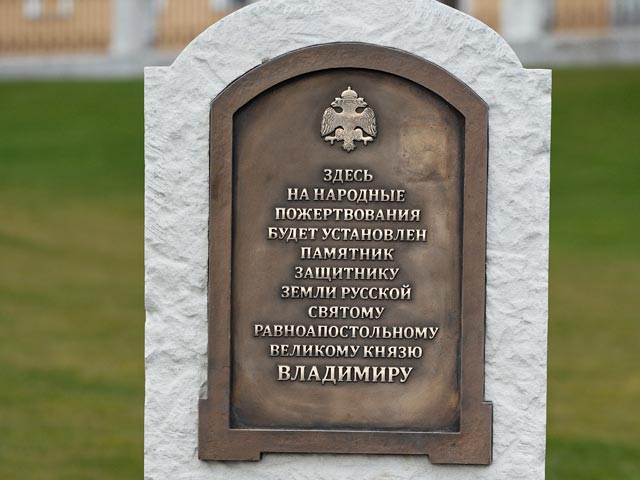 ЗДЕСЬ
НА НАРОДНЫЕ
ПОЖЕРТВОВАНИЯ
БУДЕТ УСТАНОВЛЕН
ПАМЯТНИК
ЗАЩИТНИКУ
ЗЕМЛИ РУССКОЙ
СВЯТОМУ
РАВНОАПОСТОЛЬНОМУ
ВЕЛИКОМУ КНЯЗЮ
ВЛАДИМИРУ